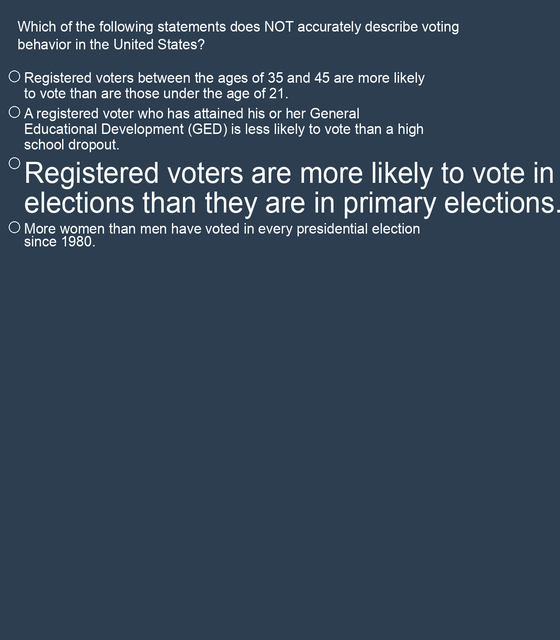 Which of the following statements does NOT accurately describe voting
behavior in the United States?
Registered voters between the ages of 35 and 45 are more likely
to vote than are those under the age of 21.
A registered voter who has attained his or her General
Educational Development (GED) is less likely to vote than a high
school dropout.
Registered voters are more likely to vote in
elections than they are in primary elections.
More women than men have voted in every presidential election
since 1980.